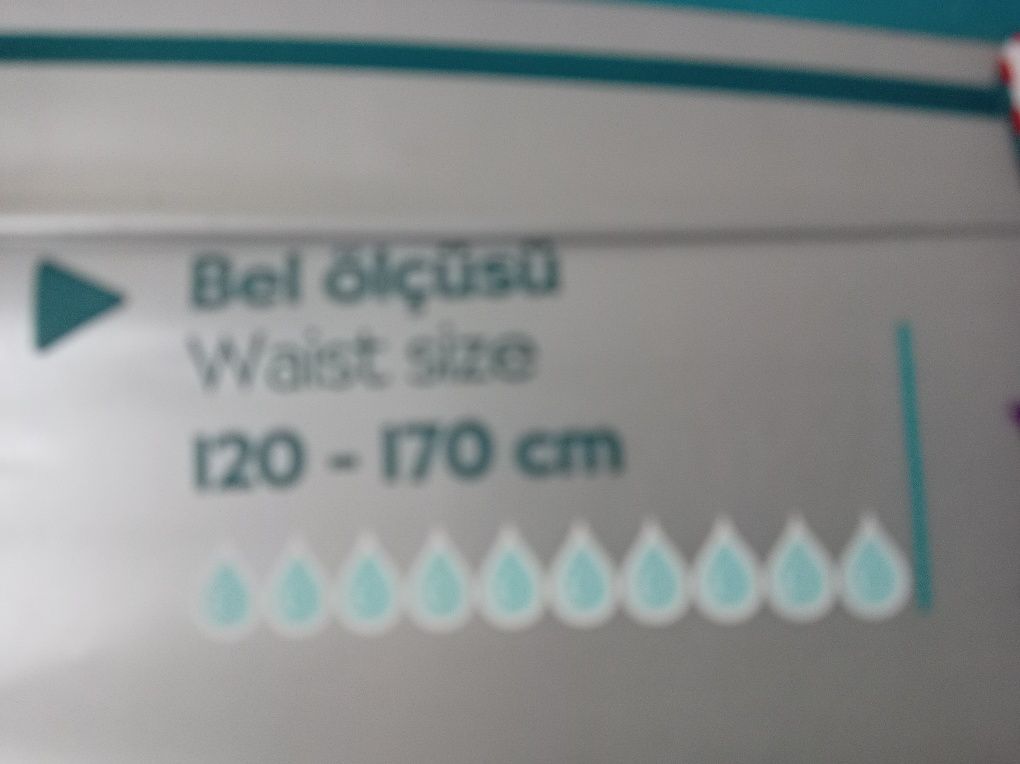 Bel ölçüsü
Waist size
120 - 170 cm